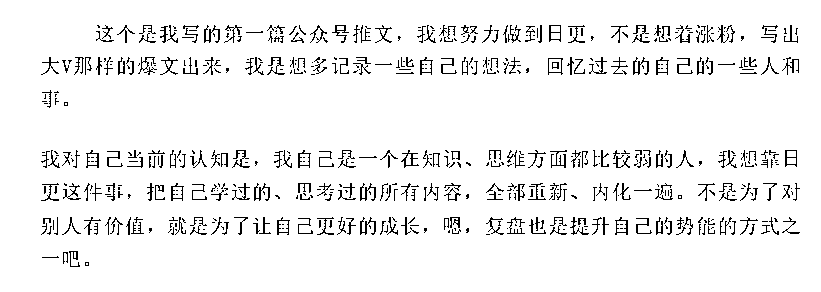 这个是我写的第一篇公众号推文，我想努力做到日更，不是想着涨粉，写出
大V那样的爆文出来，我是想多记录一些自己的想法，回忆过去的自己的一些人和
事。
我对自己当前的认知是，我自己是一个在知识、思维方面都比较弱的人，我想靠日
更这件事，把自己学过的、思考过的所有内容，全部重新、内化一遍。不是为了对
别人有价值，就是为了让自己更好的成长，嗯，复盘也是提升自己的势能的方式之
一吧。